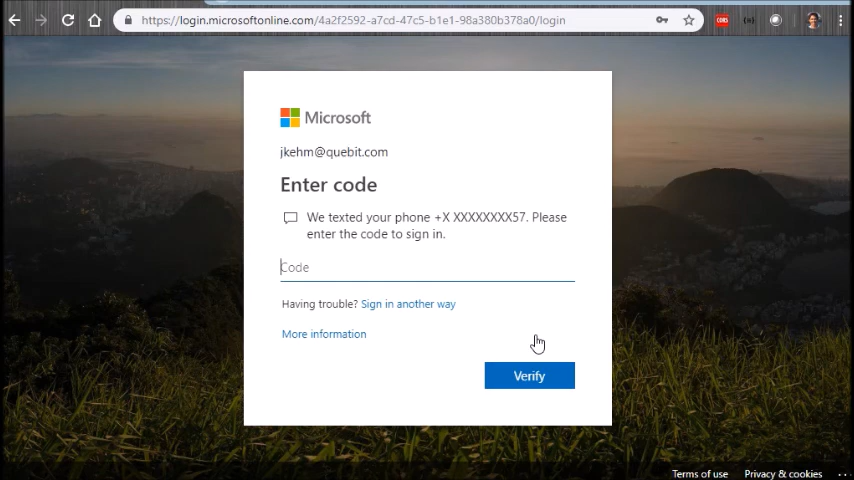 https://login.microsoftonline.com/4a2f2592-a7cd-47c5-b1e1-98a380b378a0/login
CORS
Microsoft
jkehm@quebit.com
Enter code
We texted your phone +X XXXXXXXX57. Please
enter the code to sign in.
Code
Having trouble? Sign in another way
More information
Verify
Terms of use Privacy & cookies ...